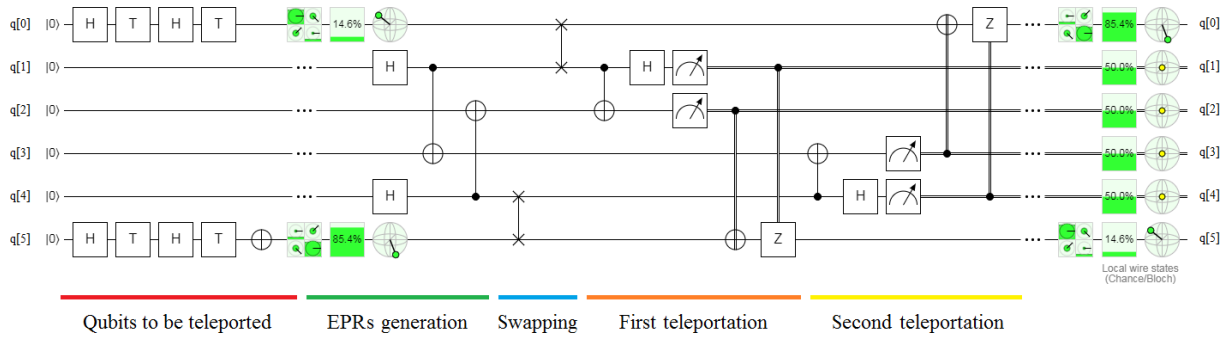 q[0] |0⟩ H T H T 14.6% Z ... 85.4% q[0]
q[1] |0⟩ ... H H ... 50.0% q[1]
q[2] |0⟩ ... ... 50.0% q[2]
q[3] |0⟩ ... ... 50.0% q[3]
q[4] |0⟩ ... H H ... 50.0% q[4]
q[5] |0⟩ H T H T 85.4% Z ... 14.6% q[5]
Local wire states
(Chance/Bloch)
Qubits to be teleported EPRs generation Swapping First teleportation Second teleportation